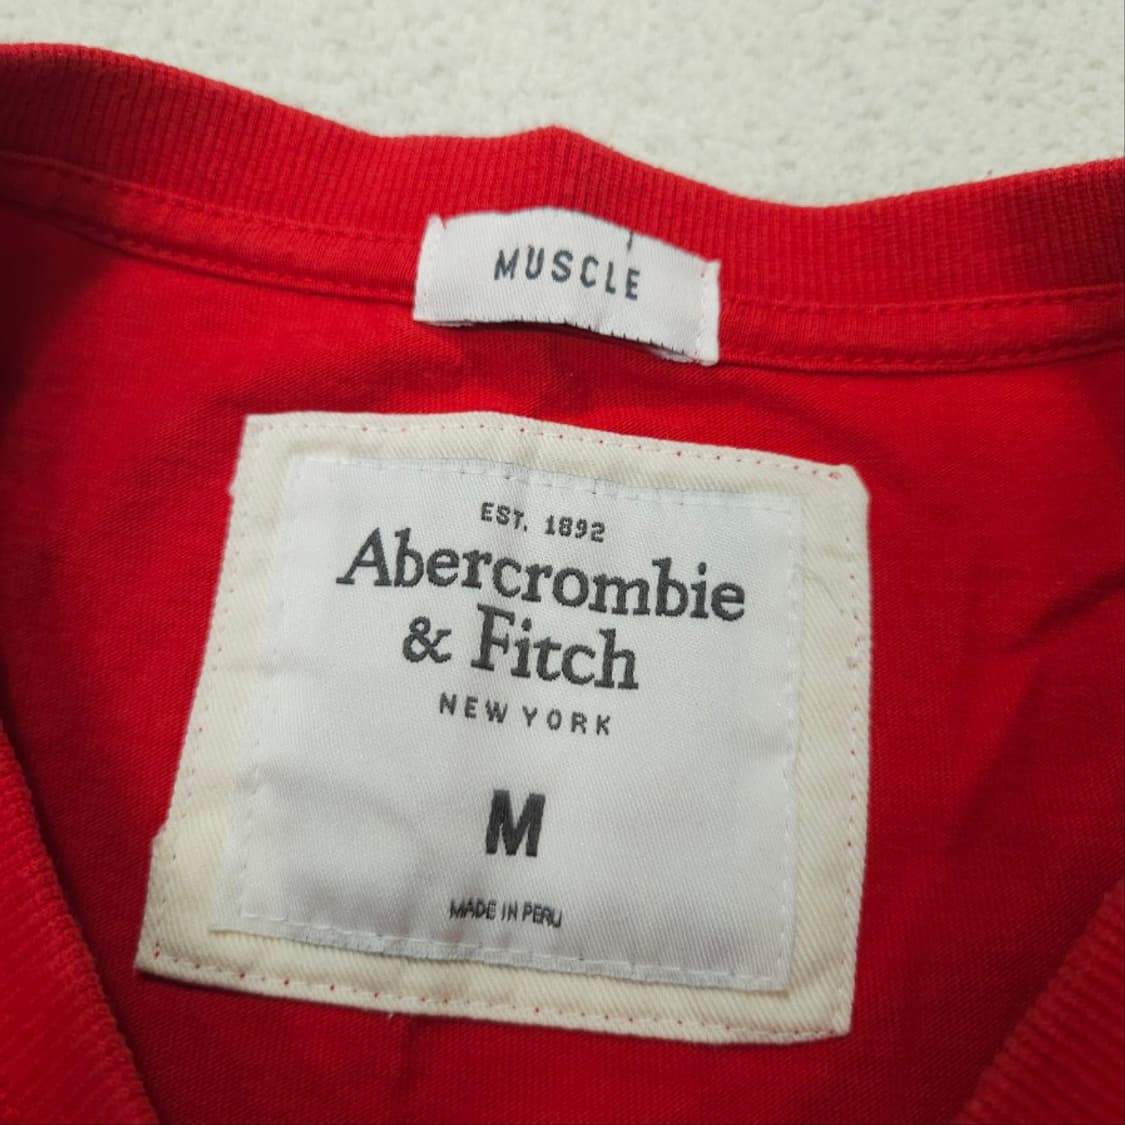 MUSCLE
EST. 1892
Abercrombie
& Fitch
NEW YORK
M
MADE IN PERU